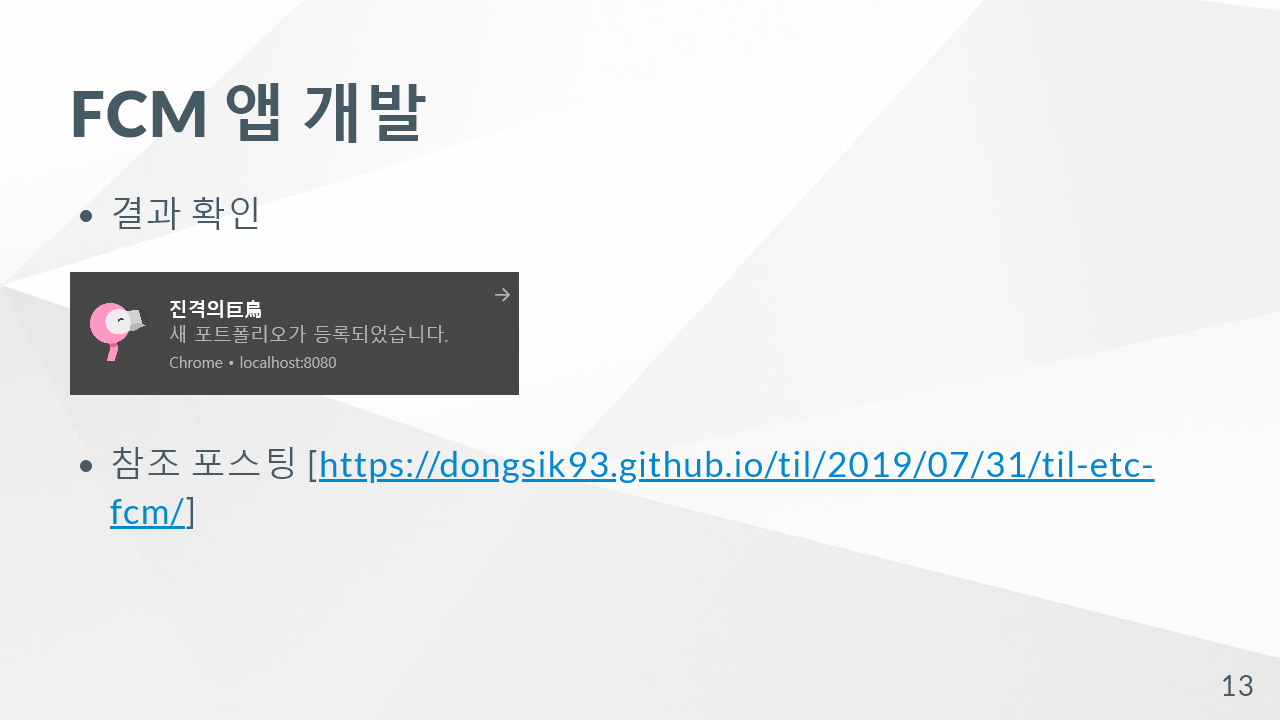 FCM 앱 개발
결과 확인
진격의巨鳥
새 포트폴리오가 등록되었습니다.
Chrome • localhost:8080
참조 포스팅 [https://dongsik93.github.io/til/2019/07/31/til-etc-
fcm/]
13